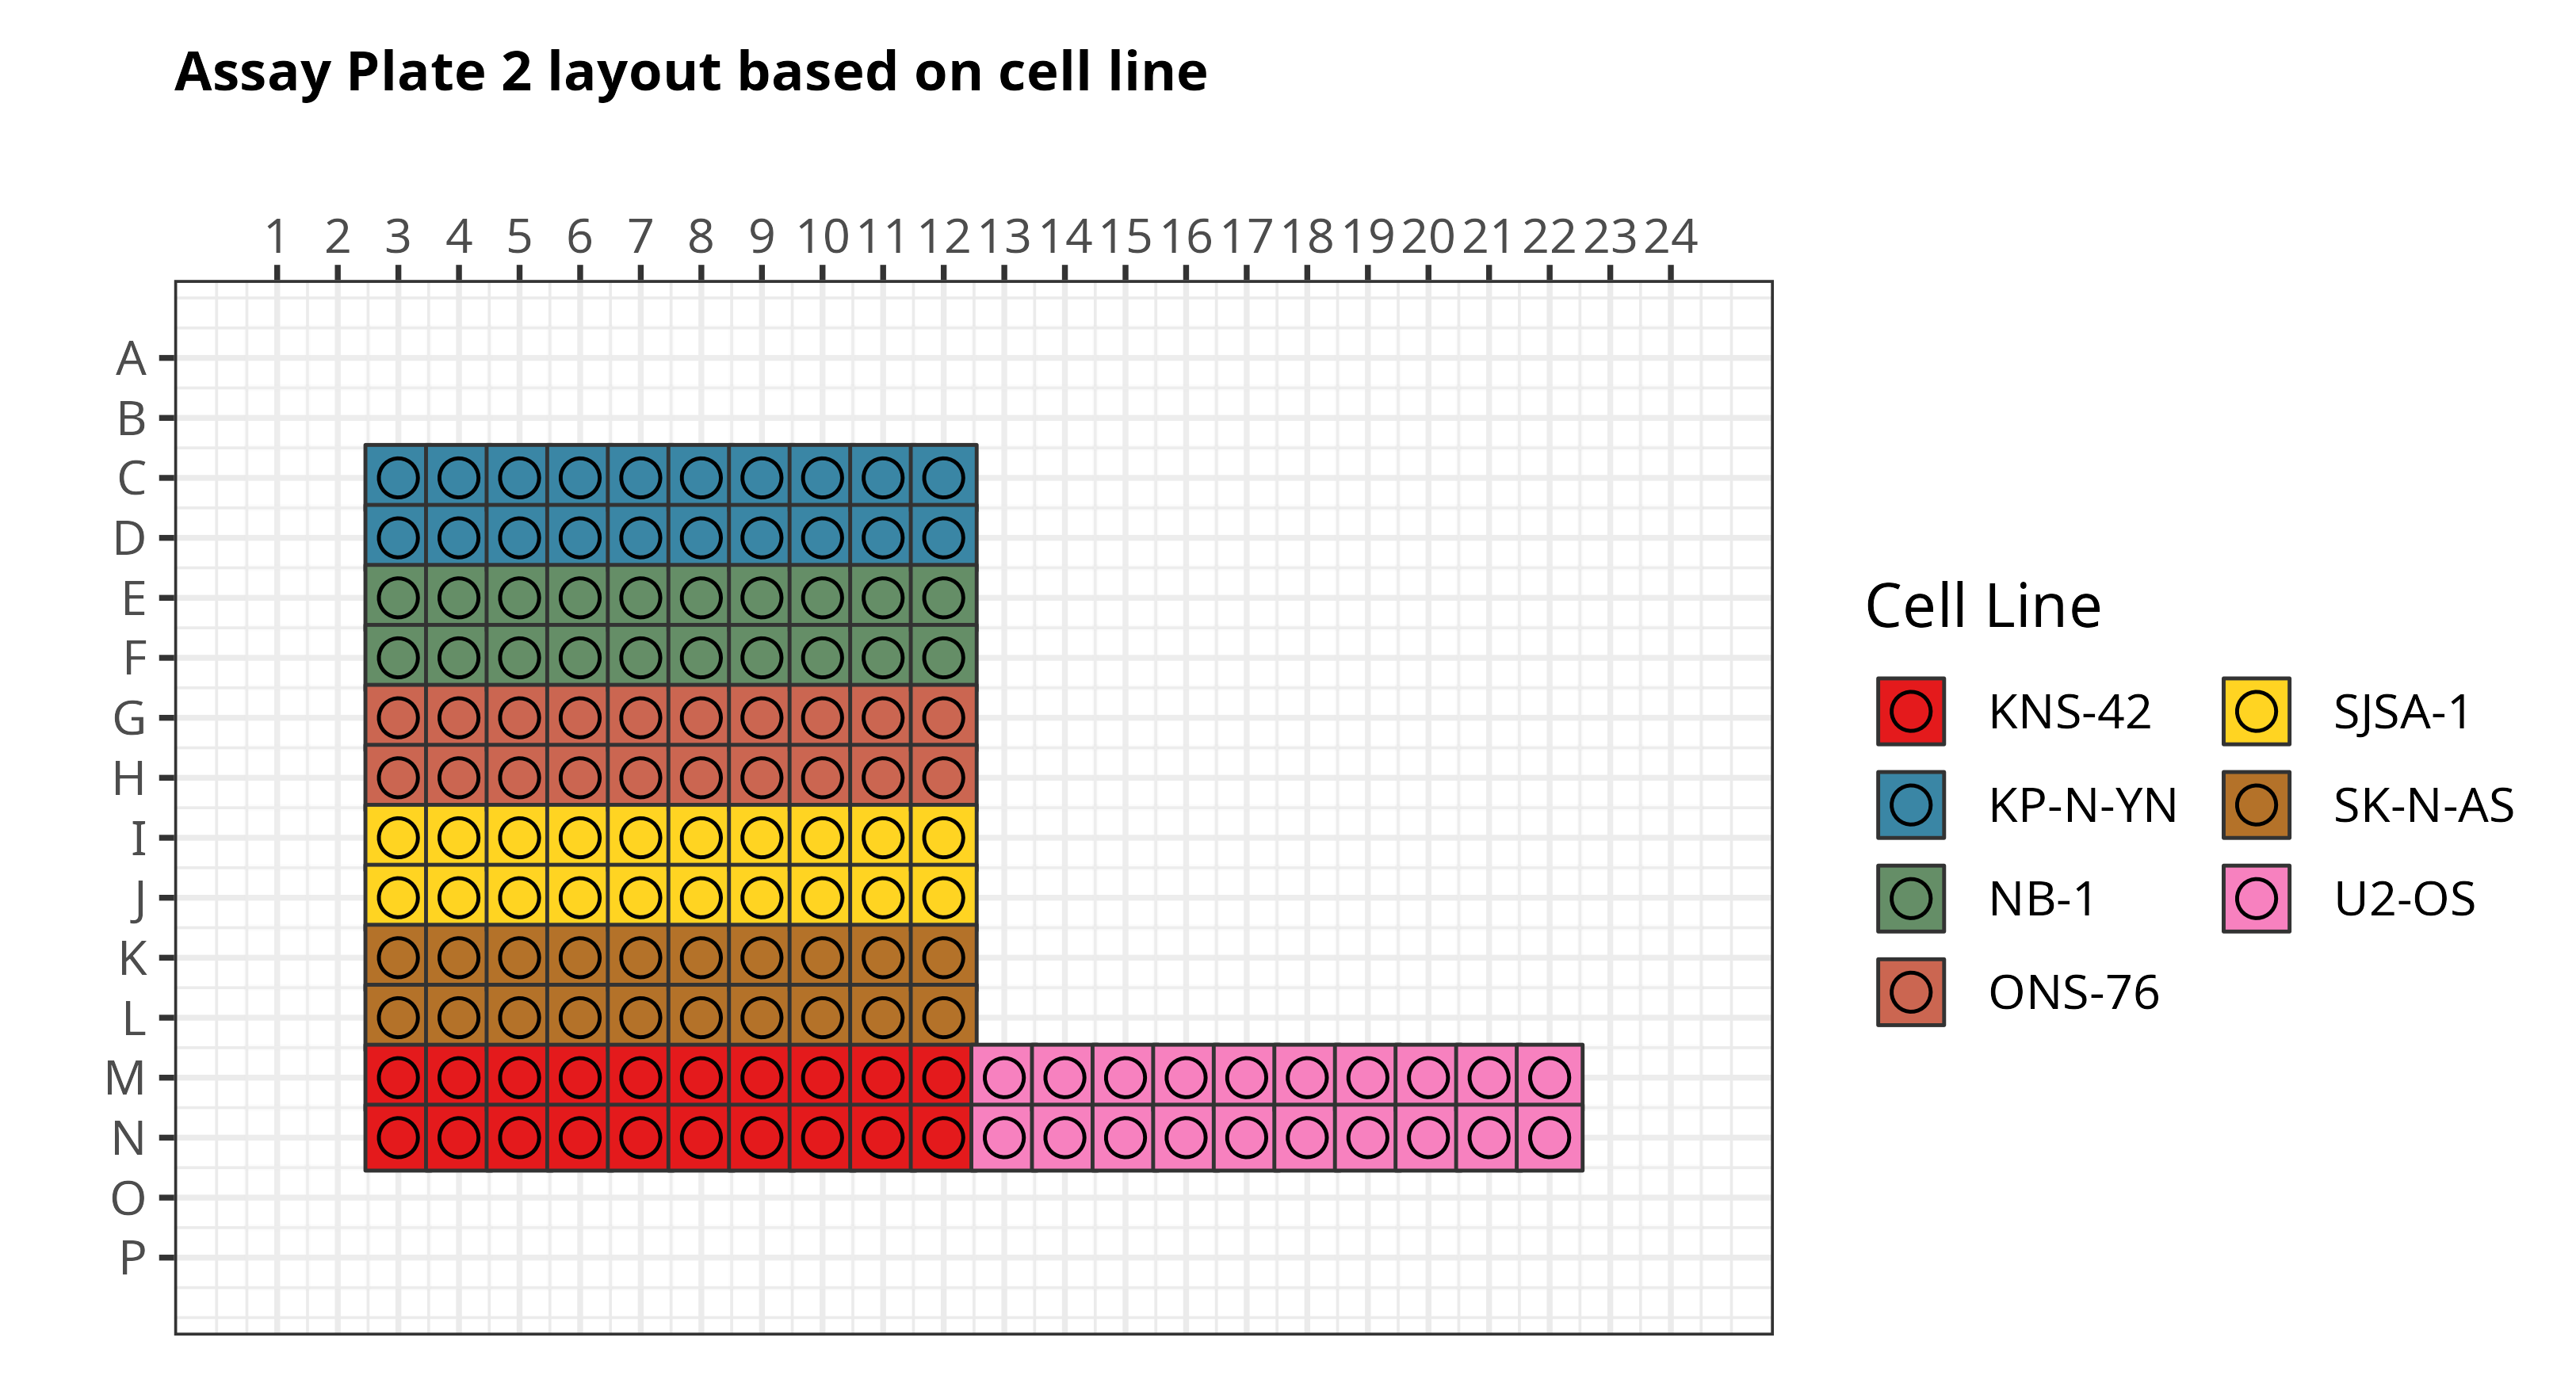 Assay Plate 2 layout based on cell line
1 2 3 4 5 6 7 8 9 10 11 12 13 14 15 16 17 18 19 20 21 22 23 24
A
B
C
D
E
F
G
H
I
J
K
L
M
N
O
P
Cell Line
KNS-42
KP-N-YN
NB-1
ONS-76
SJSA-1
SK-N-AS
U2-OS